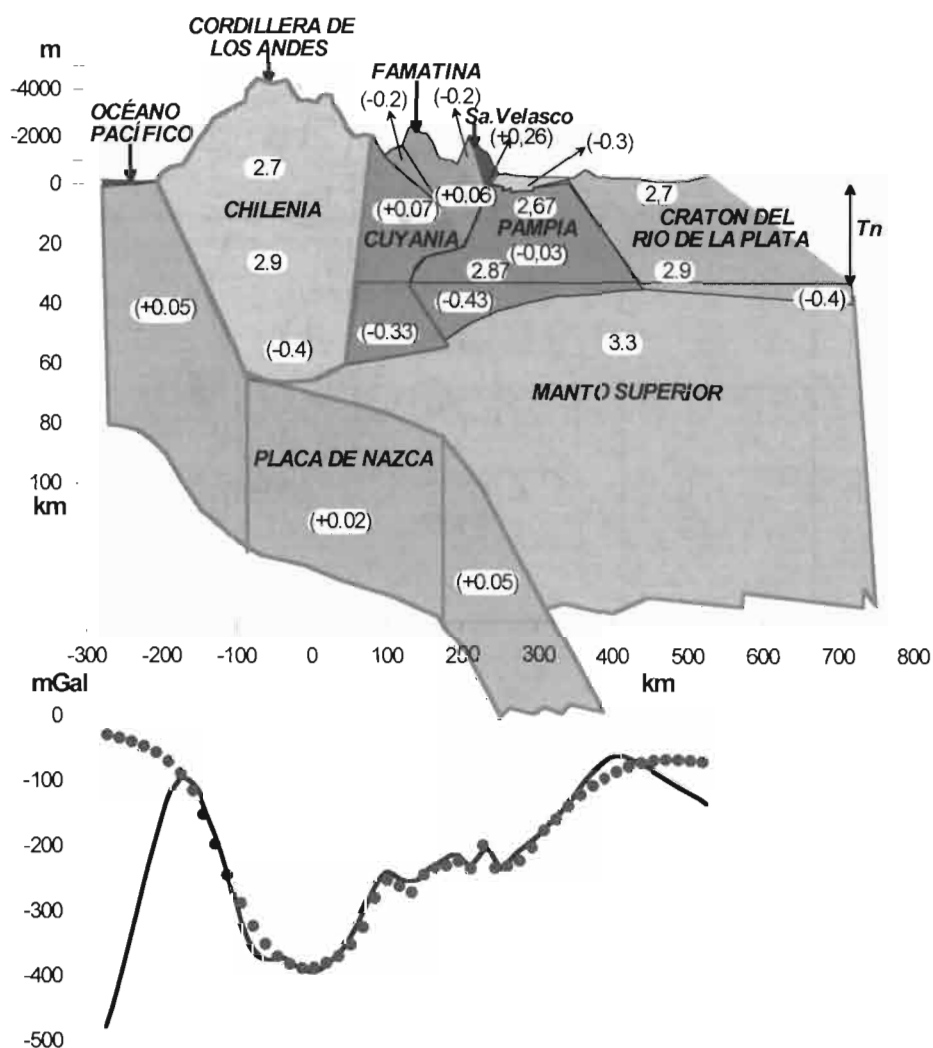 CORDILLERA DE
LOS ANDES
m
FAMATINA
-4000
(-0.2)
(-0.2)
OCÉANO
PACÍFICO
Sa.Velasco
(+0,26)
-2000
(-0.3)
2.7
0
2,67
2,7
(+0.06)
(+0.07)
CHILENIA
CUYANIA
PAMPIA
CRATON DEL
RIO DE LA PLATA
Tn
20
(-0,03)
2.9
2.87
2.9
40
(+0.05)
-0.43)
(-0.4)
(-0.33)
3.3
60
(-0.4)
MANTO SUPERIOR
80
PLACA DE NAZCA
100
km
(+0.02)
(+0.05)
-300 -200 -100 0 100 200 300 400 500 600 700 800
mGal km
0
-100
-200
-300
-400
-500